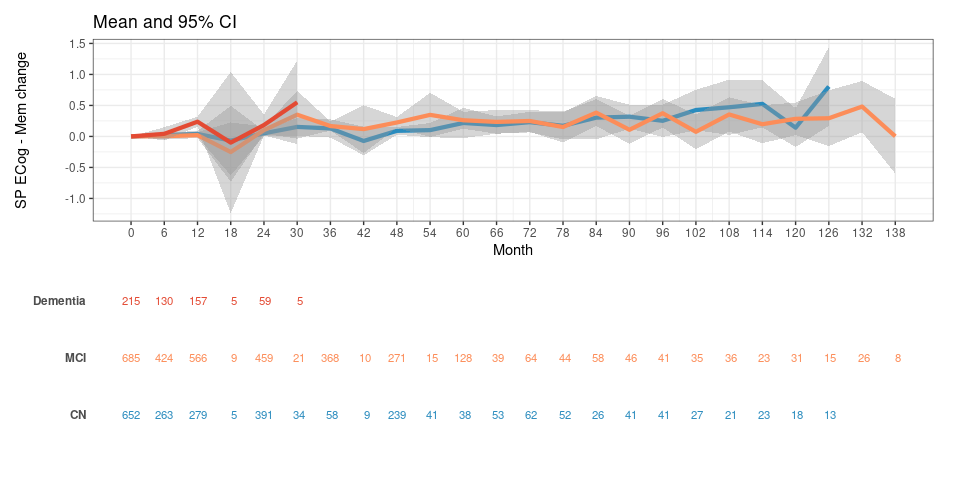 Mean and 95% CI
SP ECog - Mem change
1.5
1.0
0.5
0.0
-0.5
-1.0
0 6 12 18 24 30 36 42 48 54 60 66 72 78 84 90 96 102 108 114 120 126 132 138
Month
Dementia 215 130 157 5 59 5
MCI 685 424 566 9 459 21 368 10 271 15 128 39 64 44 58 46 41 35 36 23 31 15 26 8
CN 652 263 279 5 391 34 58 9 239 41 38 53 62 52 26 41 41 27 21 23 18 13